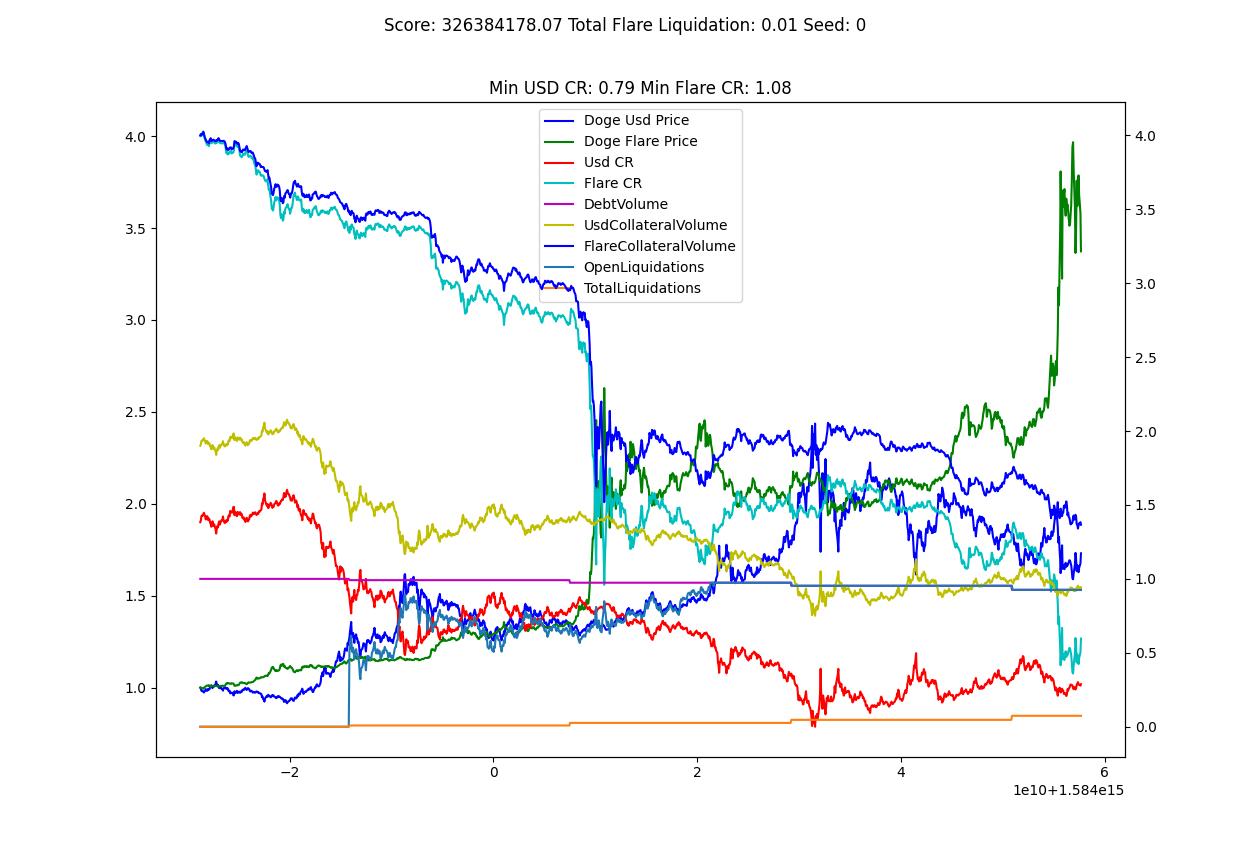 Score: 326384178.07 Total Flare Liquidation: 0.01 Seed: 0
Min USD CR: 0.79 Min Flare CR: 1.08
Doge Usd Price
Doge Flare Price
Usd CR
Flare CR
DebtVolume
UsdCollateralVolume
FlareCollateralVolume
OpenLiquidations
TotalLiquidations
4.0
3.5
3.0
2.5
2.0
1.5
1.0
4.0
3.5
3.0
2.5
2.0
1.5
1.0
0.5
0.0
−2 0 2 4 6
1e10+1.584e15